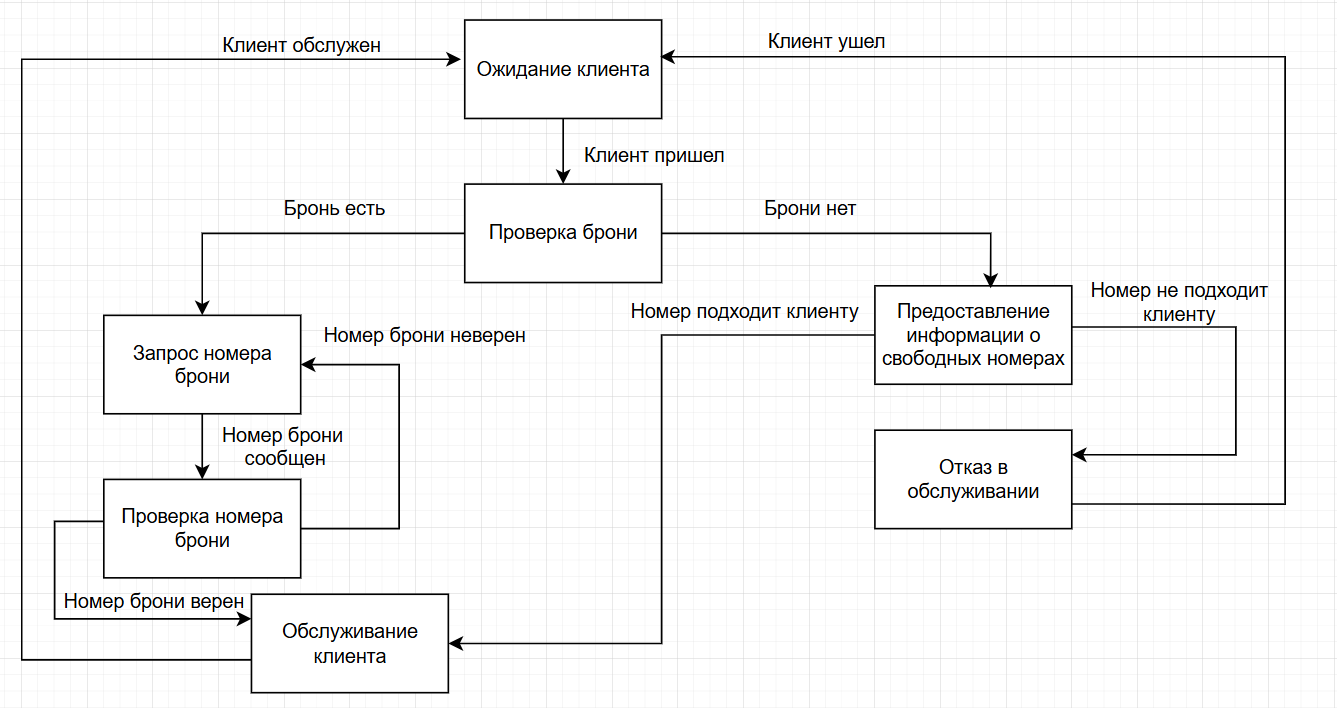 Клиент обслужен
Клиент ушел
Ожидание клиента
Клиент пришел
Бронь есть
Брони нет
Проверка брони
Номер подходит клиенту
Предоставление
информации о
свободных номерах
Номер не подходит
клиенту
Номер брони неверен
Запрос номера
брони
Номер брони
сообщен
Отказ в
обслуживании
Проверка номера
брони
Номер брони верен
Обслуживание
клиента